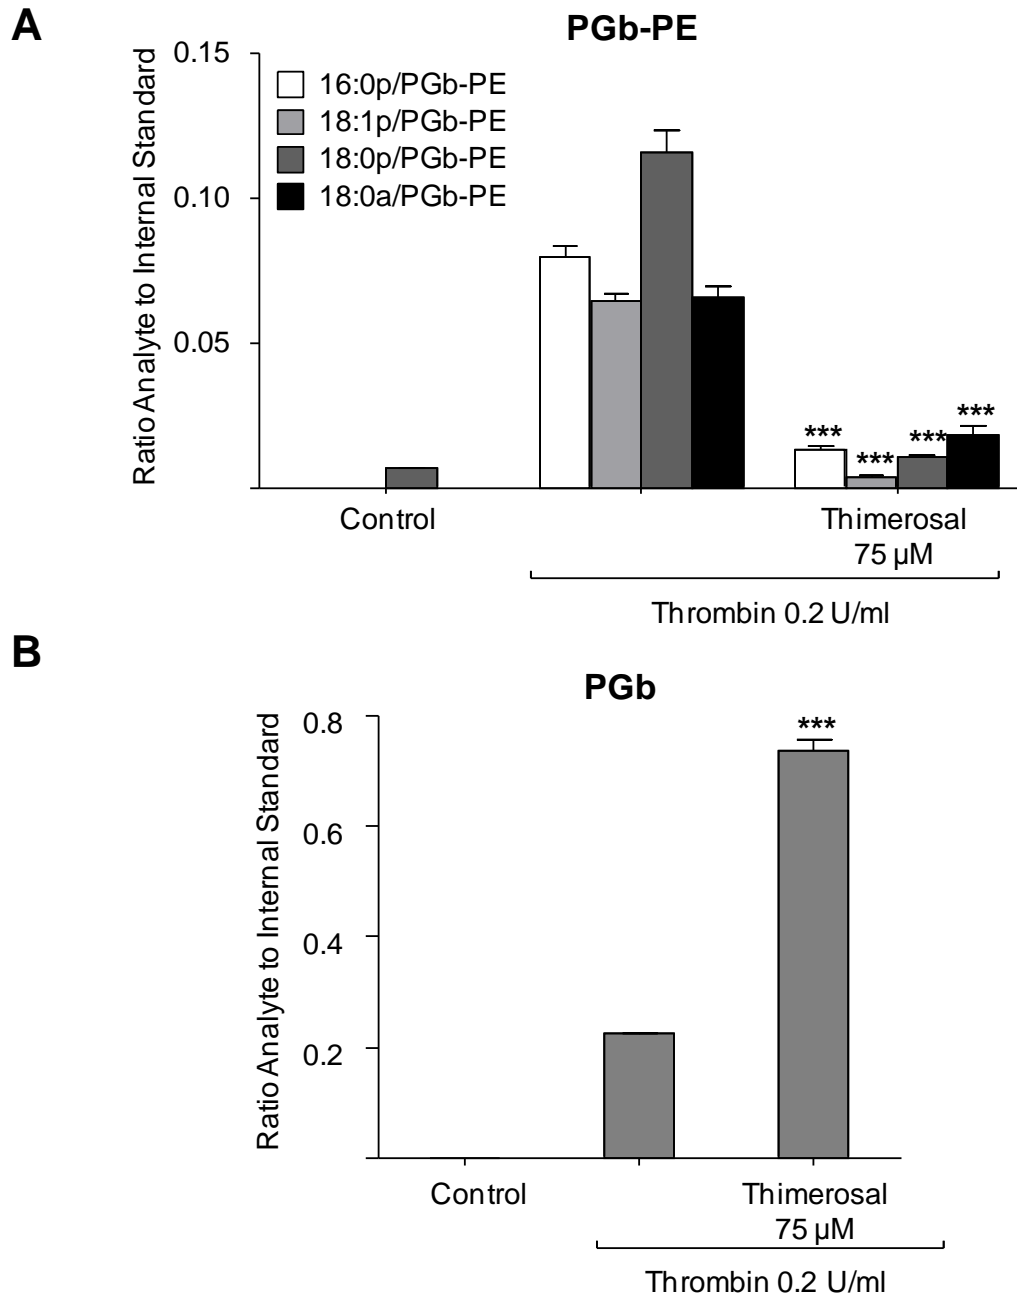 A
PGb-PE
Ratio Analyte to Internal Standard
0.15
0.10
0.05
16:0p/PGb-PE
18:1p/PGb-PE
18:0p/PGb-PE
18:0a/PGb-PE
***
***
***
***
Control
Thimerosal
75 µM
Thrombin 0.2 U/ml
B
PGb
Ratio Analyte to Internal Standard
0.8
0.6
0.4
0.2
***
Control
Thimerosal
75 µM
Thrombin 0.2 U/ml